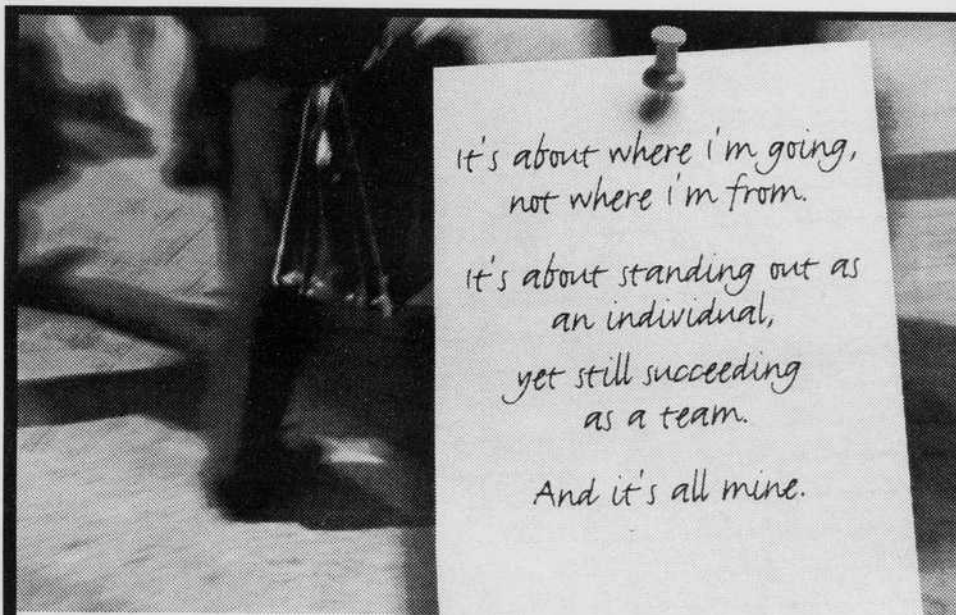 It's about where i'm going,
not where i'm from.
It's about standing out as
an individual,
yet still succeeding
as a team.
And it's all mine.